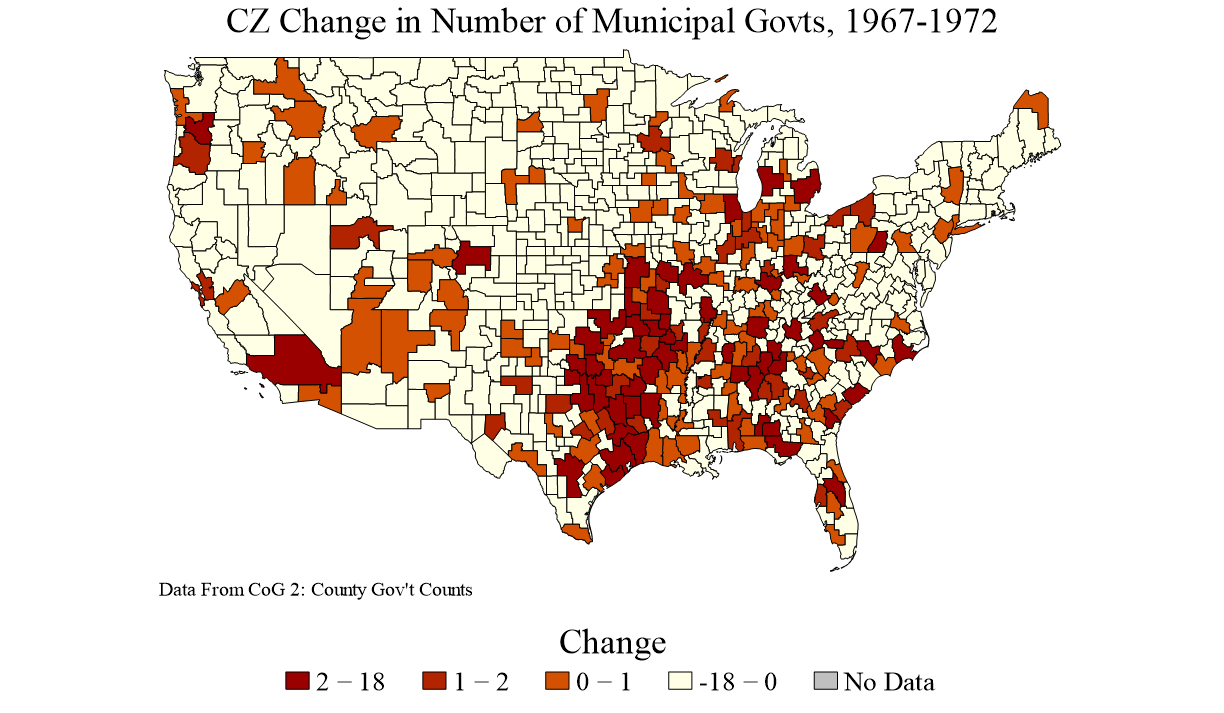 CZ Change in Number of Municipal Govts, 1967-1972
Data From CoG 2: County Gov't Counts
Change
2 − 18 1 − 2 0 − 1 -18 − 0 No Data